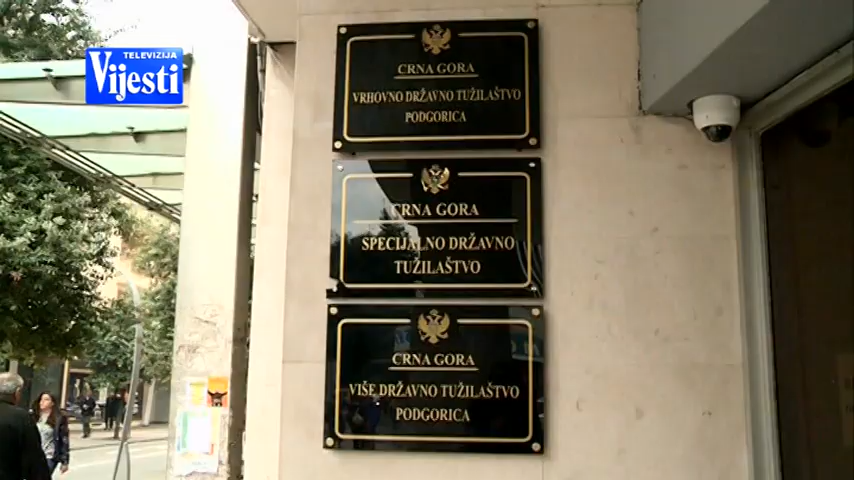 TELEVIZIJA
Vijesti
CRNA GORA
VRHOVNO DRŽAVNO TUŽILAŠTVO
PODGORICA
CRNA GORA
SPECIJALNO DRŽAVNO
TUŽILAŠTVO
CRNA GORA
VIŠE DRŽAVNO TUŽILAŠTVO
PODGORICA